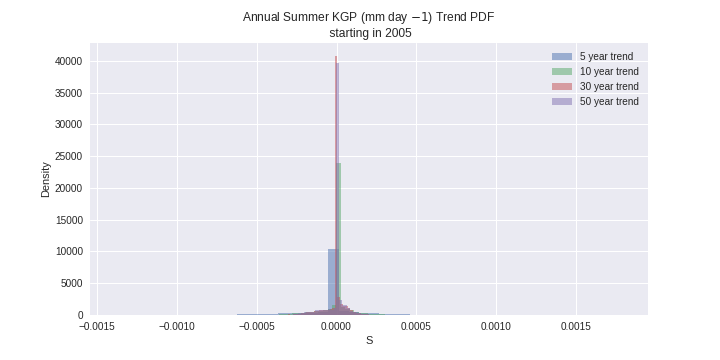 Annual Summer KGP (mm day −1) Trend PDF
starting in 2005
5 year trend
10 year trend
30 year trend
50 year trend
40000
35000
30000
25000
20000
15000
10000
5000
0
Density
−0.0015
−0.0010
−0.0005
0.0000
0.0005
0.0010
0.0015
S